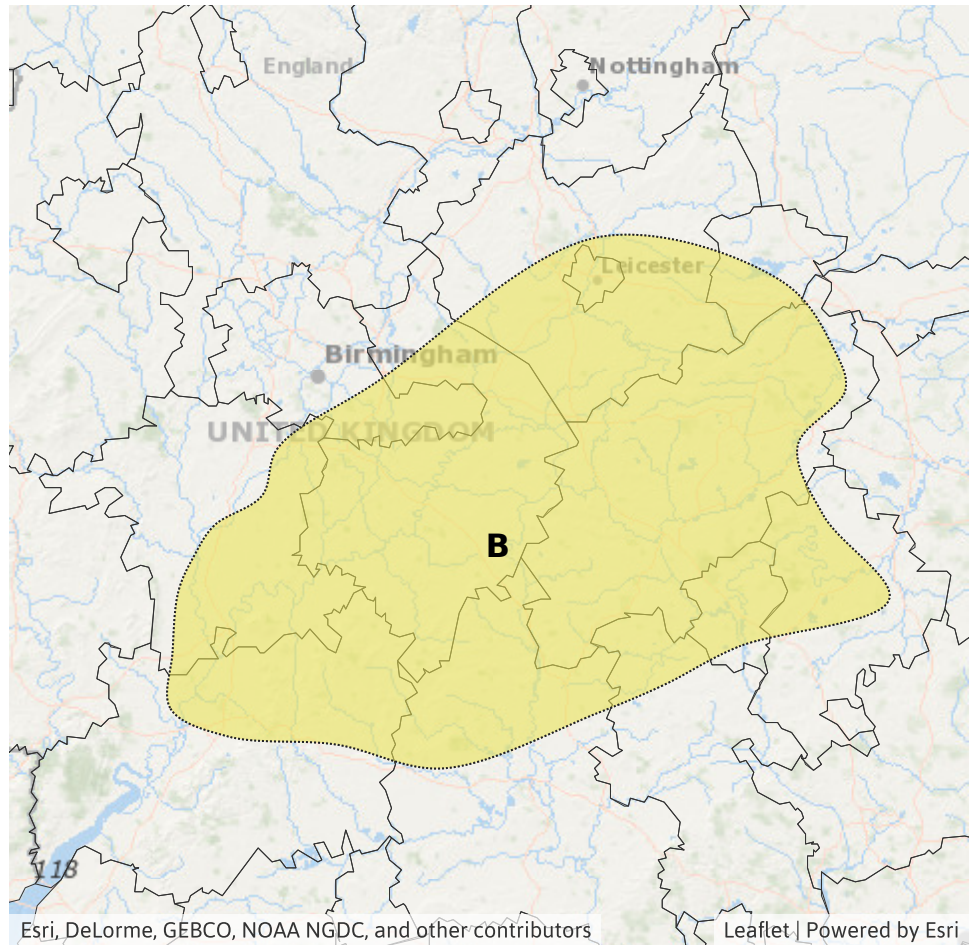 England
Nottingham
Leicester
Birmingham
UNITED KINGDOM
B
118
Esri, DeLorme, GEBCO, NOAA NGDC, and other contributors
Leaflet | Powered by Esri